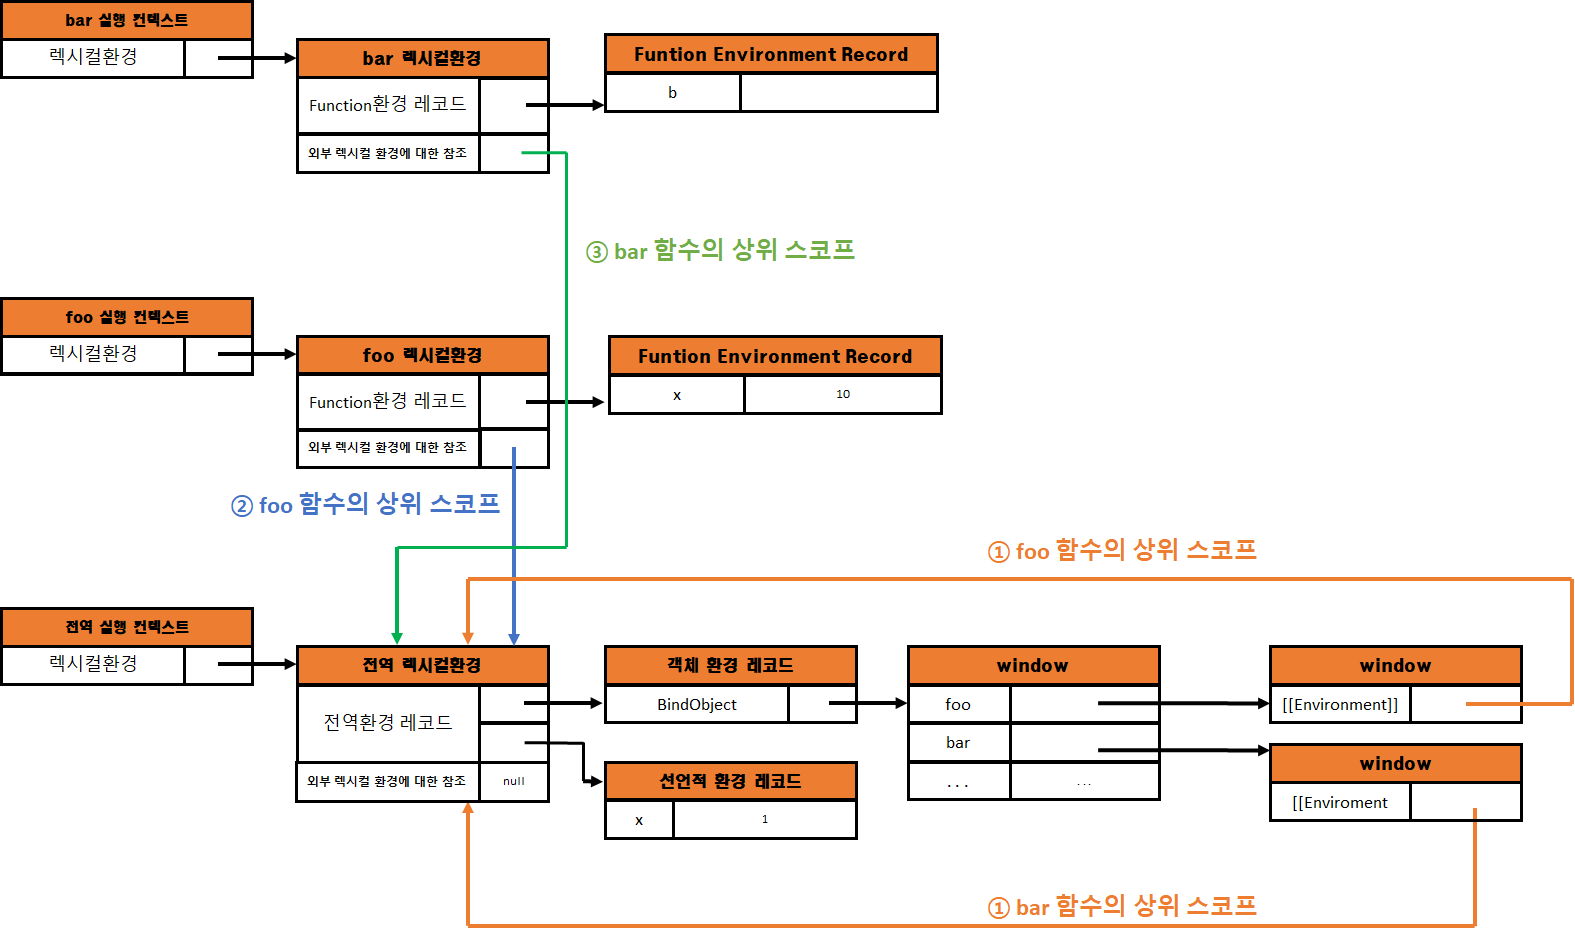 bar 실행 컨텍스트
렉시컬환경
bar 렉시컬환경
Function환경 레코드
외부 렉시컬 환경에 대한 참조
Funtion Environment Record
b
③ bar 함수의 상위 스코프
foo 실행 컨텍스트
렉시컬환경
foo 렉시컬환경
Function환경 레코드
외부 렉시컬 환경에 대한 참조
Funtion Environment Record
x 10
② foo 함수의 상위 스코프
① foo 함수의 상위 스코프
전역 실행 컨텍스트
렉시컬환경
전역 렉시컬환경
전역환경 레코드
외부 렉시컬 환경에 대한 참조 null
객체 환경 레코드
BindObject
선언적 환경 레코드
x 1
window
foo
bar
... ...
window
[[Environment]]
window
[[Enviroment
① bar 함수의 상위 스코프